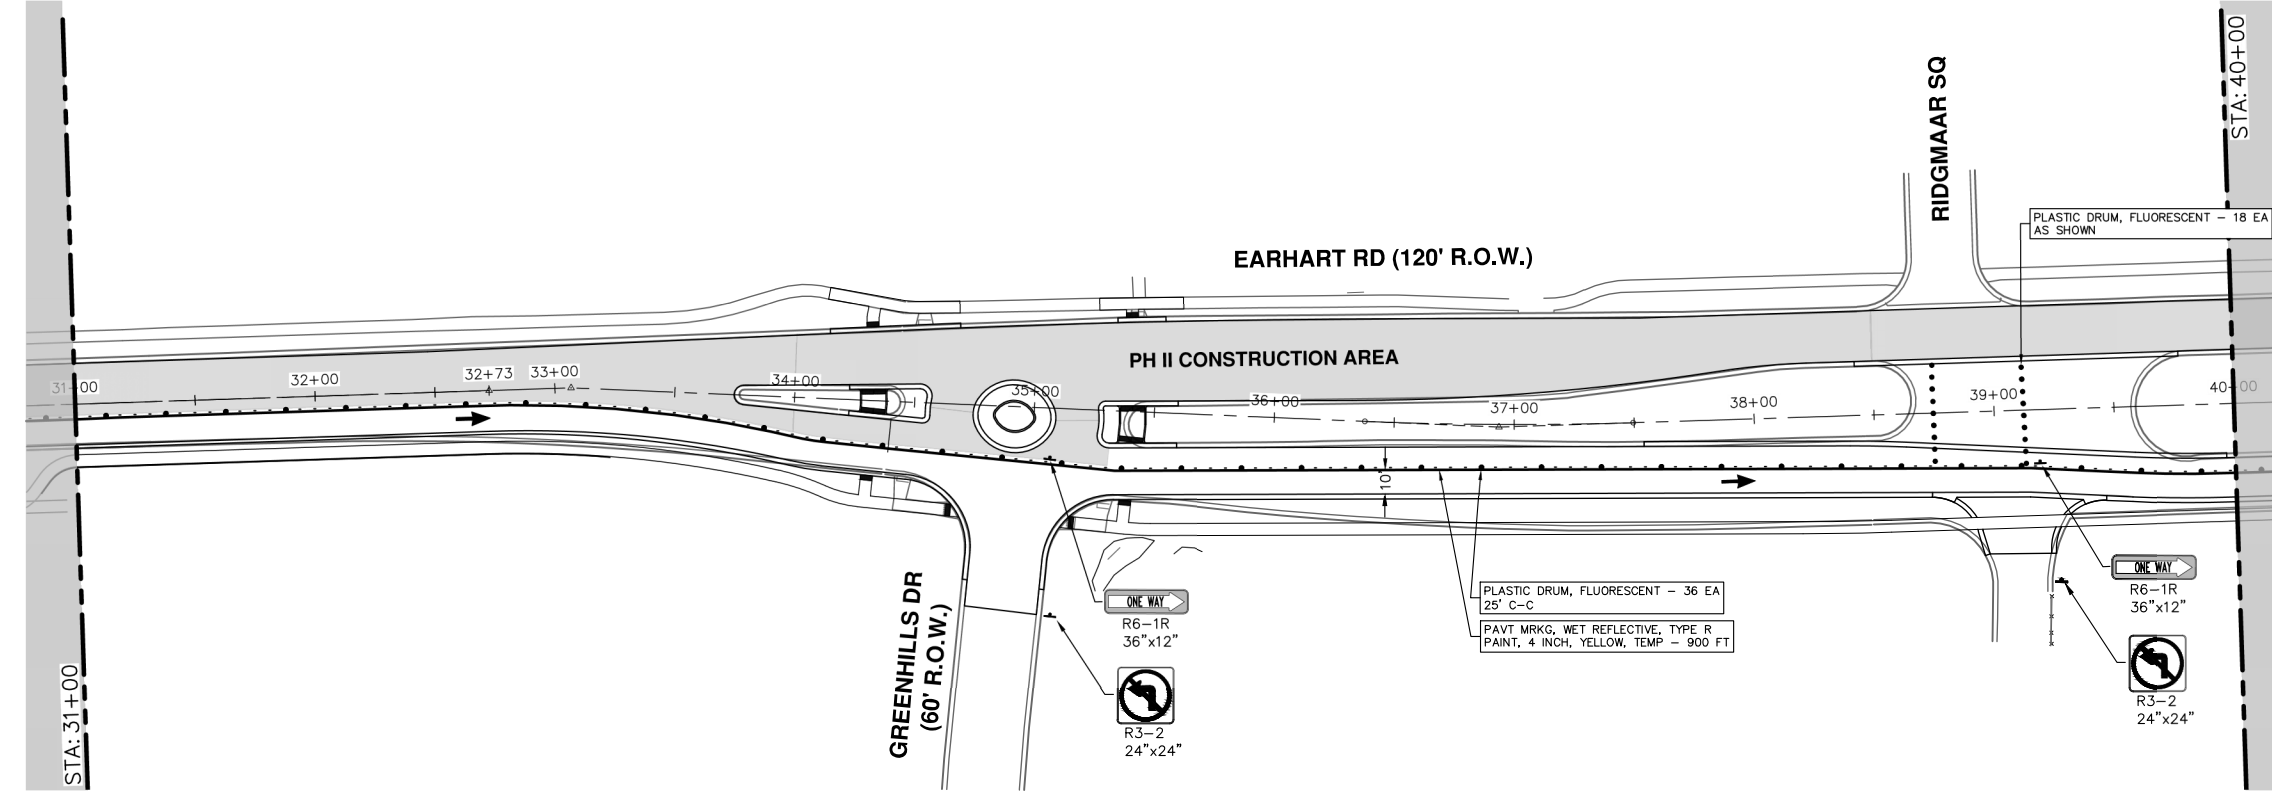 STA: 31+00
STA: 40+00
RIDGMAAR SQ
PLASTIC DRUM, FLUORESCENT – 18 EA
AS SHOWN
EARHART RD (120' R.O.W.)
PH II CONSTRUCTION AREA
31+00
32+00
32+73
33+00
34+00
35+00
36+00
37+00
38+00
39+00
40+00
10'
GREENHILLS DR
(60' R.O.W.)
ONE WAY
R6–1R
36"x12"
R3–2
24"x24"
PLASTIC DRUM, FLUORESCENT – 36 EA
25' C–C
PAVT MRKG, WET REFLECTIVE, TYPE R
PAINT, 4 INCH, YELLOW, TEMP – 900 FT
ONE WAY
R6–1R
36"x12"
R3–2
24"x24"